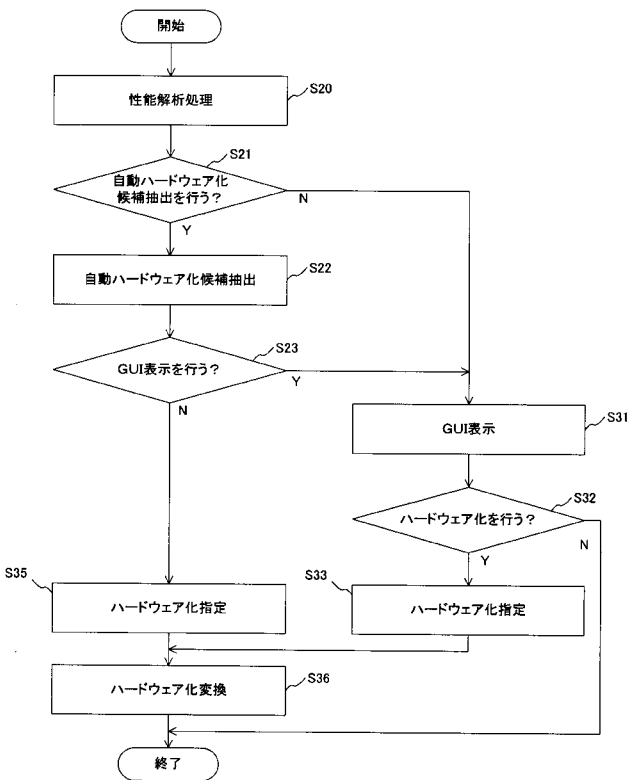 開始
性能解析処理
S20
S21
自動ハードウェア化
候補抽出を行う?
N
Y
自動ハードウェア化候補抽出
S22
S23
GUI表示を行う?
Y
N
GUI表示
S31
S32
ハードウェア化を行う?
N
Y
S35
ハードウェア化指定
S33
ハードウェア化指定
ハードウェア化変換
S36
終了